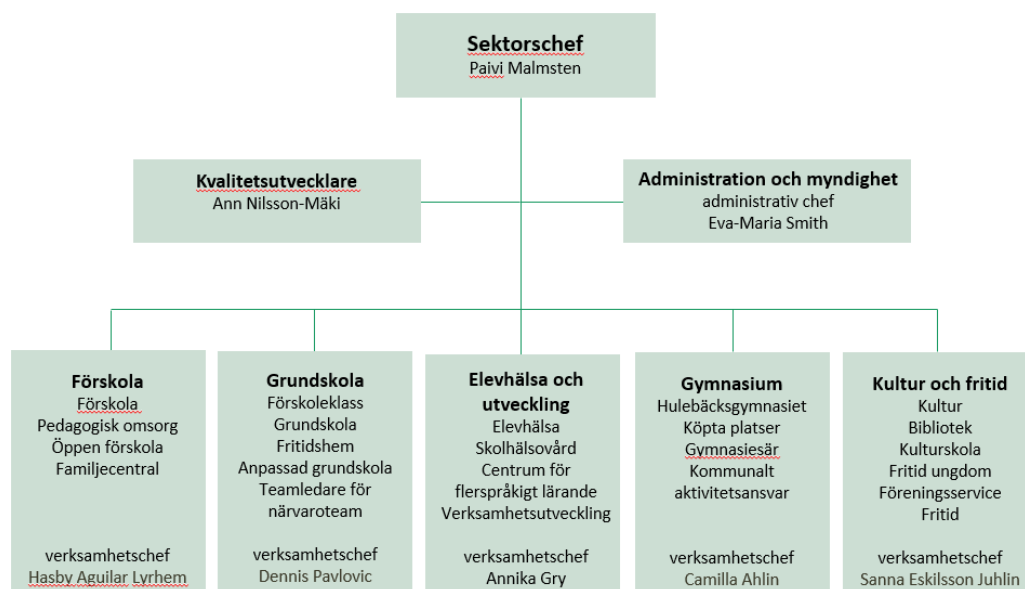 Sektorschef
Paivi Malmsten
Kvalitetsutvecklare
Ann Nilsson-Mäki
Administration och myndighet
administrativ chef
Eva-Maria Smith
Förskola
Förskola
Pedagogisk omsorg
Öppen förskola
Familjecentral
verksamhetschef
Hasby Aguilar Lyrhem
Grundskola
Förskoleklass
Grundskola
Fritidshem
Anpassad grundskola
Teamledare för
närvaroteam
verksamhetschef
Dennis Pavlovic
Elevhälsa och
utveckling
Elevhälsa
Skolhälsovård
Centrum för
flerspråkigt lärande
Verksamhetsutveckling
verksamhetschef
Annika Gry
Gymnasium
Hulebäcksgymnasiet
Köpta platser
Gymnasiesär
Kommunalt
aktivitetsansvar
verksamhetschef
Camilla Ahlin
Kultur och fritid
Kultur
Bibliotek
Kulturskola
Fritid ungdom
Föreningsservice
Fritid
verksamhetschef
Sanna Eskilsson Juhlin